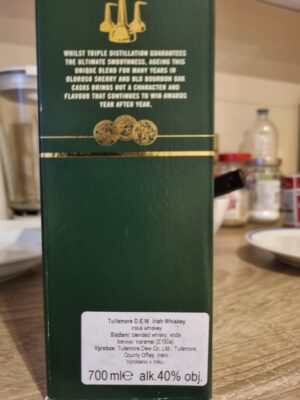 WHILST TRIPLE DISTILLATION GUARANTEES
THE ULTIMATE SMOOTHNESS, AGEING THIS
UNIQUE BLEND FOR MANY YEARS IN
OLOROSO SHERRY AND OLD BOURBON OAK
CASKS BRINGS OUT A CHARACTER AND
FLAVOUR THAT CONTINUES TO WIN AWARDS
YEAR AFTER YEAR.
Tullamore D.E.W. Irish Whiskey
irska whiskey
Složení: blended whisky, voda
barvivo: karamel (E150a)
Výrobce: Tullamore Dew Co. Ltd., Tullamore,
County Offaly, Irsko
Vyrobeno v Irsku
700 ml℮ alk.40% obj.